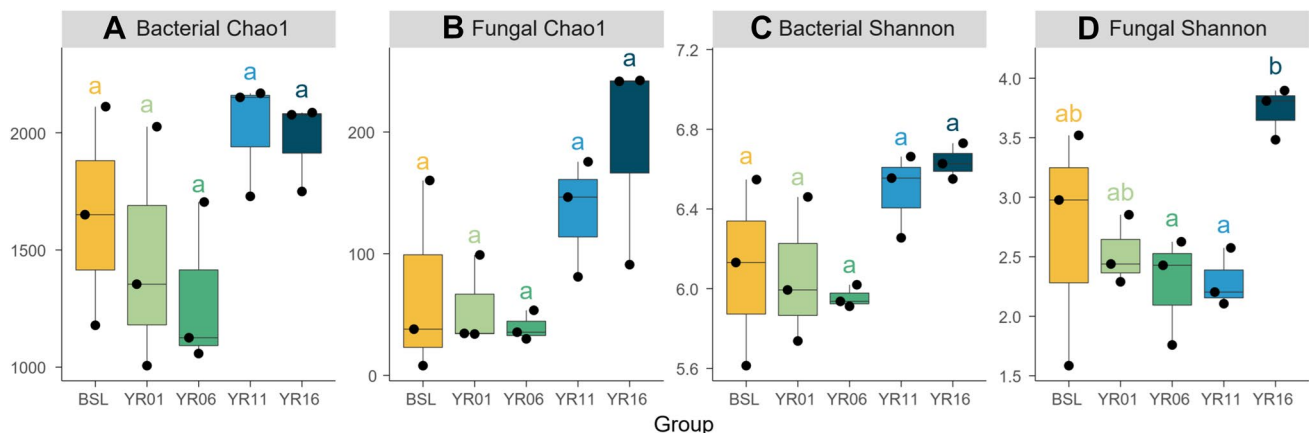 A Bacterial Chao1
a
a
a
a
a
2000
1500
1000
BSL YR01 YR06 YR11 YR16
B Fungal Chao1
a
a
a
a
a
200
100
0
BSL YR01 YR06 YR11 YR16
C Bacterial Shannon
7.2
a
a
a
a
a
6.8
6.4
6.0
5.6
BSL YR01 YR06 YR11 YR16
D Fungal Shannon
ab
ab
a
a
b
4.0
3.5
3.0
2.5
2.0
1.5
BSL YR01 YR06 YR11 YR16
Group